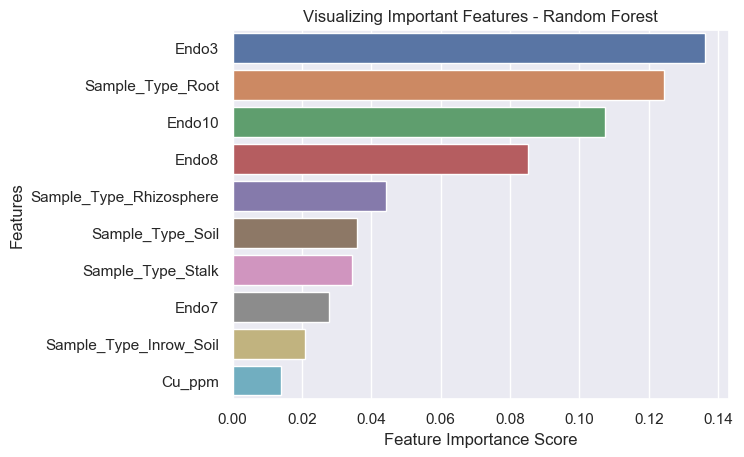 Visualizing Important Features - Random Forest
Endo3
Sample_Type_Root
Endo10
Endo8
Sample_Type_Rhizosphere
Sample_Type_Soil
Sample_Type_Stalk
Endo7
Sample_Type_Inrow_Soil
Cu_ppm
Features
0.00 0.02 0.04 0.06 0.08 0.10 0.12 0.14
Feature Importance Score